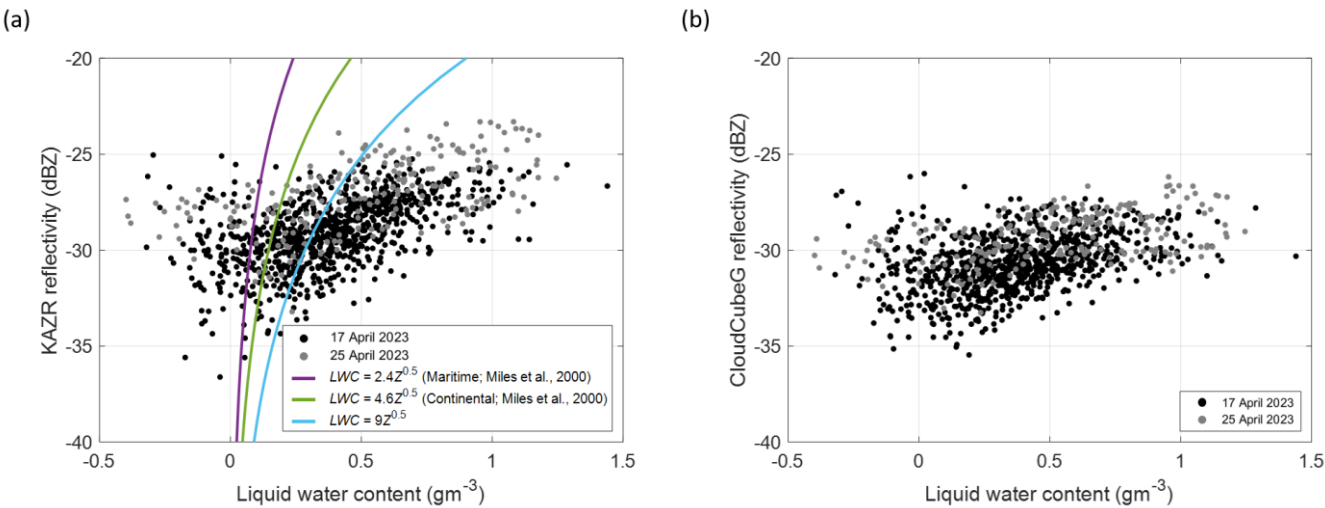 (a)
-20
-25
-30
-35
-40
KAZR reflectivity (dBZ)
17 April 2023
25 April 2023
LWC = 2.4Z^0.5 (Maritime; Miles et al., 2000)
LWC = 4.6Z^0.5 (Continental; Miles et al., 2000)
LWC = 9Z^0.5
-0.5 0 0.5 1 1.5
Liquid water content (gm^-3)
(b)
-20
-25
-30
-35
-40
CloudCubeG reflectivity (dBZ)
17 April 2023
25 April 2023
-0.5 0 0.5 1 1.5
Liquid water content (gm^-3)